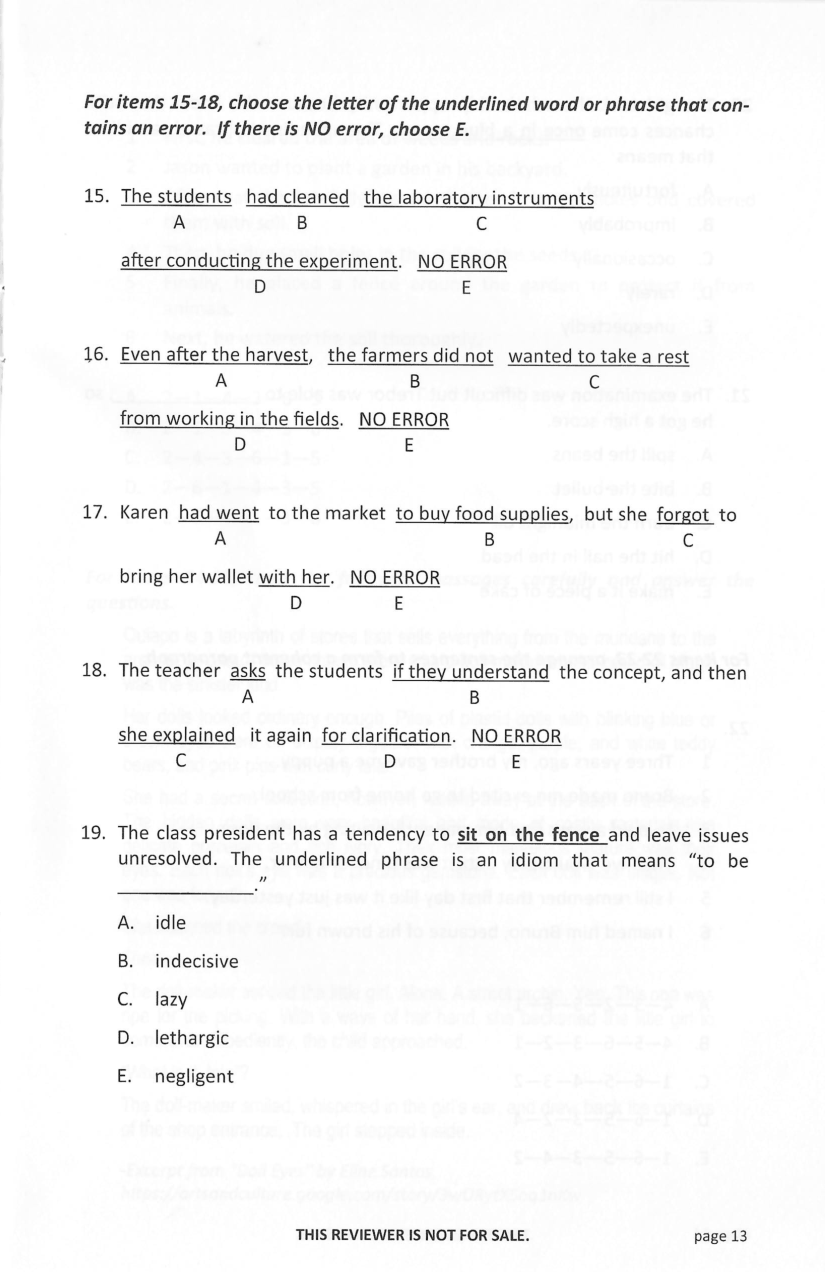 For items 15-18, choose the letter of the underlined word or phrase that con-
tains an error. If there is NO error, choose E.
15. The students had cleaned the laboratory instruments
A B C
after conducting the experiment. NO ERROR
D E
16. Even after the harvest, the farmers did not wanted to take a rest
A B C
from working in the fields. NO ERROR
D E
17. Karen had went to the market to buy food supplies, but she forgot to
A B C
bring her wallet with her. NO ERROR
D E
18. The teacher asks the students if they understand the concept, and then
A B
she explained it again for clarification. NO ERROR
C D E
19. The class president has a tendency to sit on the fence and leave issues
unresolved. The underlined phrase is an idiom that means “to be
____________.”
A. idle
B. indecisive
C. lazy
D. lethargic
E. negligent
THIS REVIEWER IS NOT FOR SALE. page 13